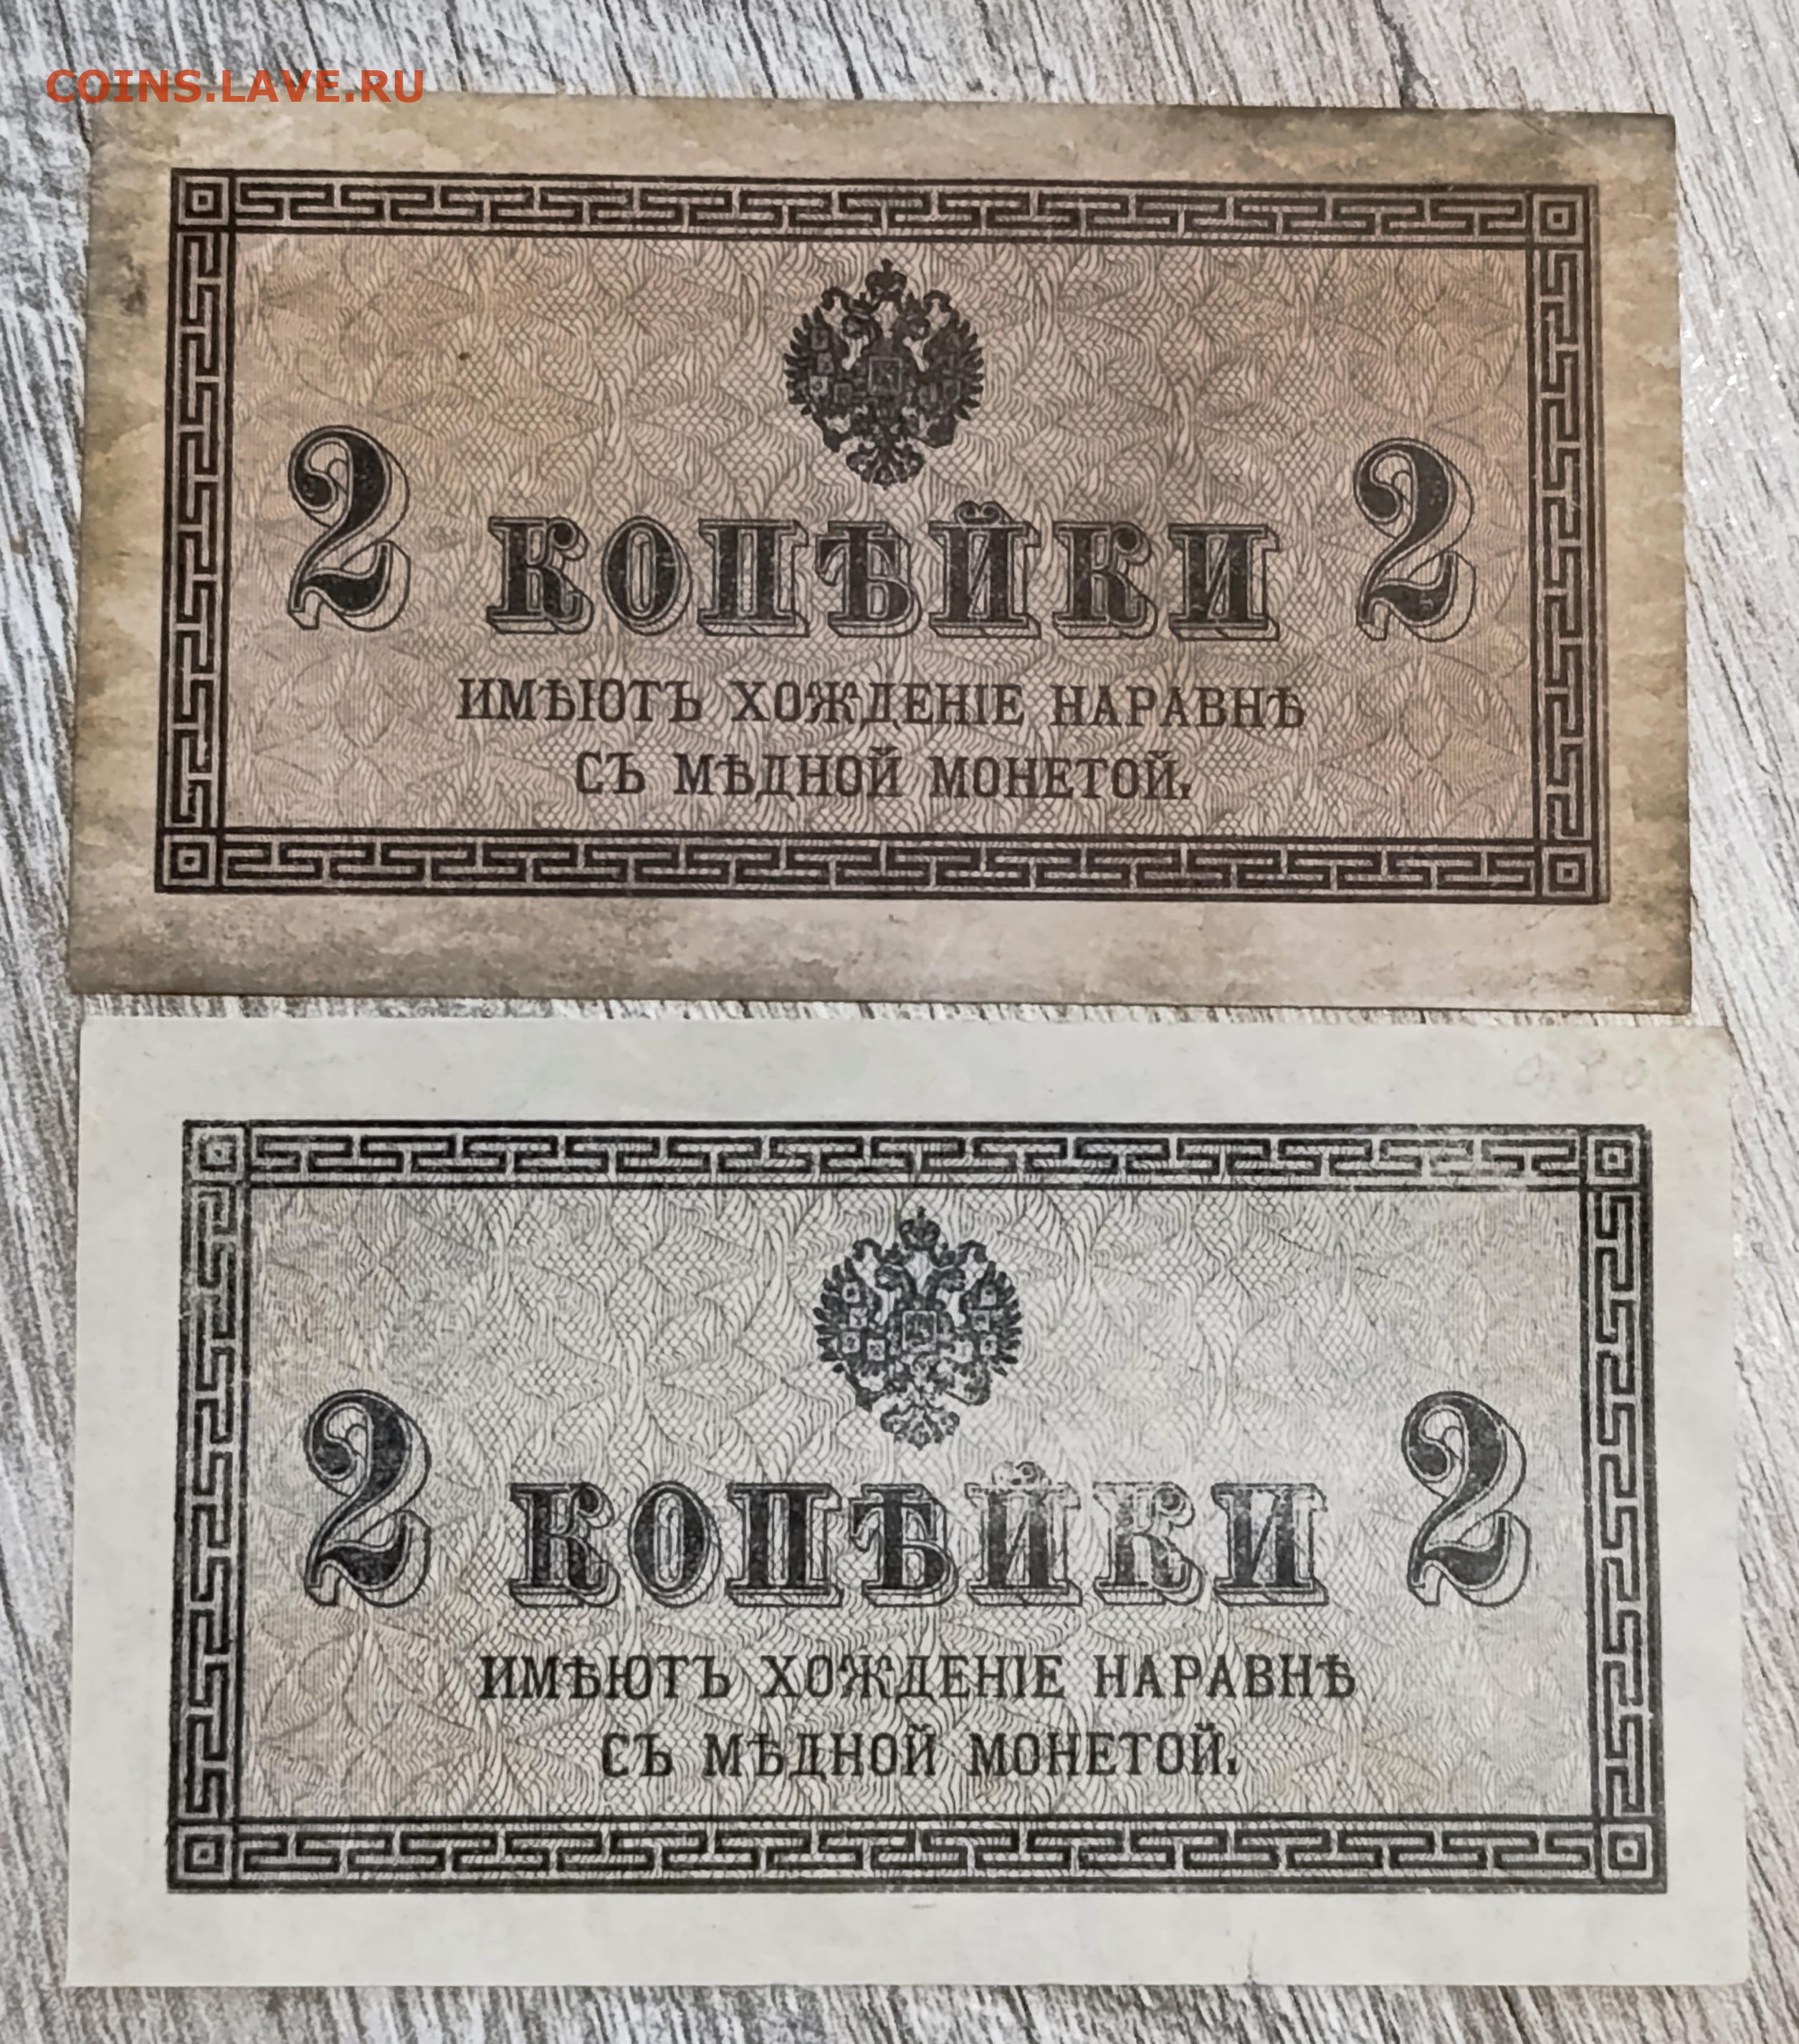 COINS.LAVE.RU
2 КОПѢЙКИ 2
ИМѢЮТЪ ХОЖДЕНІЕ НАРАВНѢ
СЪ МѢДНОЙ МОНЕТОЙ.
2 КОПѢЙКИ 2
ИМѢЮТЪ ХОЖДЕНІЕ НАРАВНѢ
СЪ МѢДНОЙ МОНЕТОЙ.